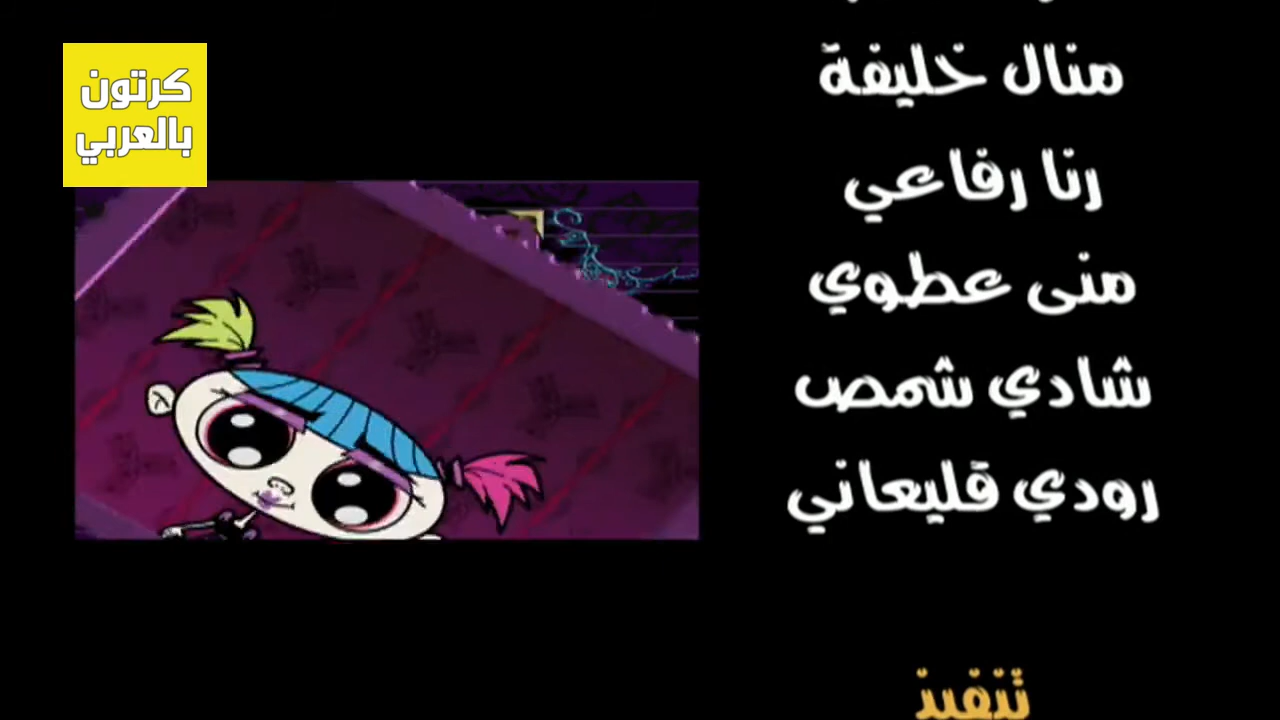 كرتون
بالعربي
منال خليفة
رنا رفاعي
منى عطوي
شادي شمص
رودي قليعاني
تنفيذ